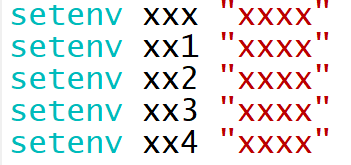 setenv xxx "xxxx"
setenv xx1 "xxxx"
setenv xx2 "xxxx"
setenv xx3 "xxxx"
setenv xx4 "xxxx"